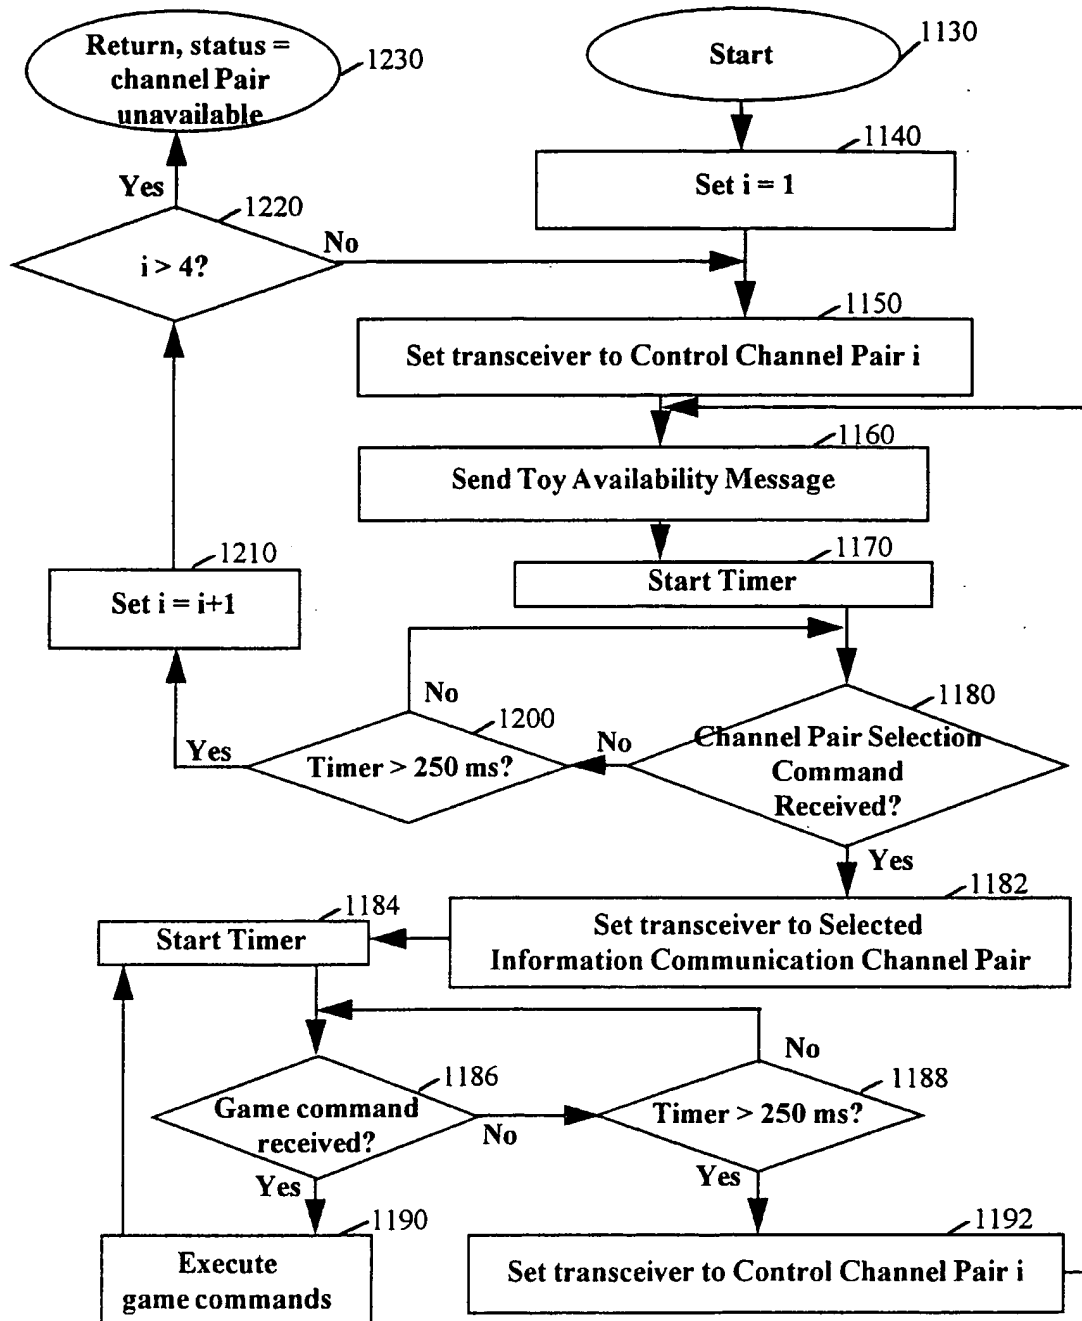 Return, status =
channel Pair
unavailable
1230
Start
1130
1140
Set i = 1
Yes
1220
i > 4?
No
1150
Set transceiver to Control Channel Pair i
1160
Send Toy Availability Message
1170
Start Timer
1210
Set i = i+1
No
1200
Timer > 250 ms?
Yes
No
1180
Channel Pair Selection
Command
Received?
Yes
1182
Set transceiver to Selected
Information Communication Channel Pair
1184
Start Timer
1186
Game command
received?
No
Yes
No
1188
Timer > 250 ms?
Yes
1190
Execute
game commands
1192
Set transceiver to Control Channel Pair i